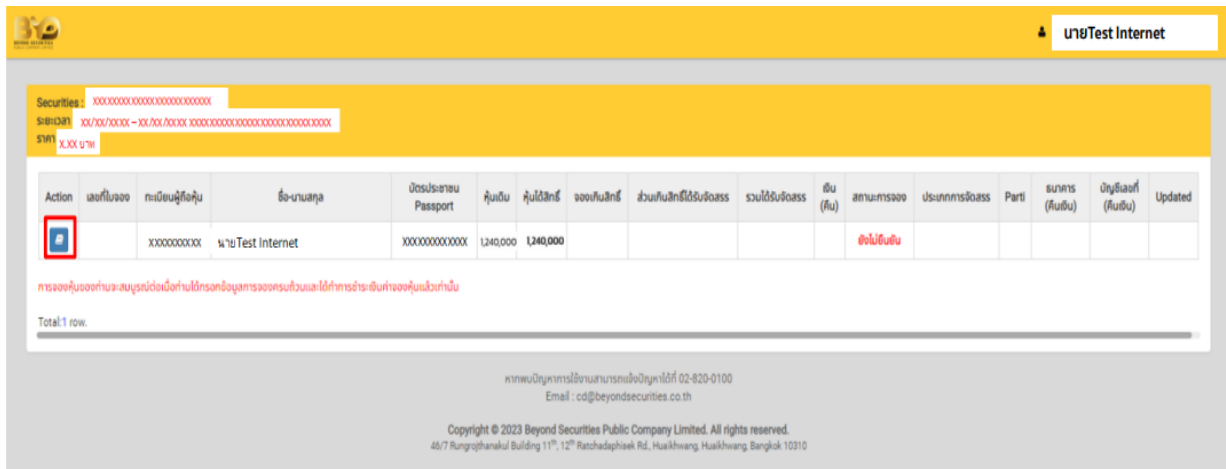 BYD
BEYOND SECURITIES
นายTest Internet
Securities : XXXXXXXXXXXXXXXXXXXXXXXXX
ระยะเวลา XX/XX/XXXX – XX/XX/XXXX XXXXXXXXXXXXXXXXXXXXXXXXXXXXXX
ราคา X.XX บาท
Action เลขที่ใบจอง ทะเบียนผู้ถือหุ้น ชื่อ-นามสกุล บัตรประชาชน Passport หุ้นเดิม หุ้นได้สิทธิ์ จองเกินสิทธิ์ ส่วนเกินสิทธิ์ได้รับจัดสรร รวมได้รับจัดสรร เงิน (คืน) สถานะการจอง ประเภทการจัดสรร Parti ธนาคาร (คืนเงิน) บัญชีเลขที่ (คืนเงิน) Updated
XXXXXXXXXX นายTest Internet XXXXXXXXXXXXX 1,240,000 1,240,000 ยังไม่ยืนยัน
การจองหุ้นของท่านจะสมบูรณ์ต่อเมื่อท่านได้กรอกข้อมูลการจองครบถ้วนและได้ทำการชำระเงินค่าจองหุ้นแล้วเท่านั้น
Total:1 row.
หากพบปัญหาการใช้งานสามารถแจ้งปัญหาได้ที่ 02-820-0100
Email : cd@beyondsecurities.co.th
Copyright © 2023 Beyond Securities Public Company Limited. All rights reserved.
46/7 Rungrojthanakul Building 11th, 12th Ratchadaphisek Rd., Huaikhwang, Huaikhwang, Bangkok 10310